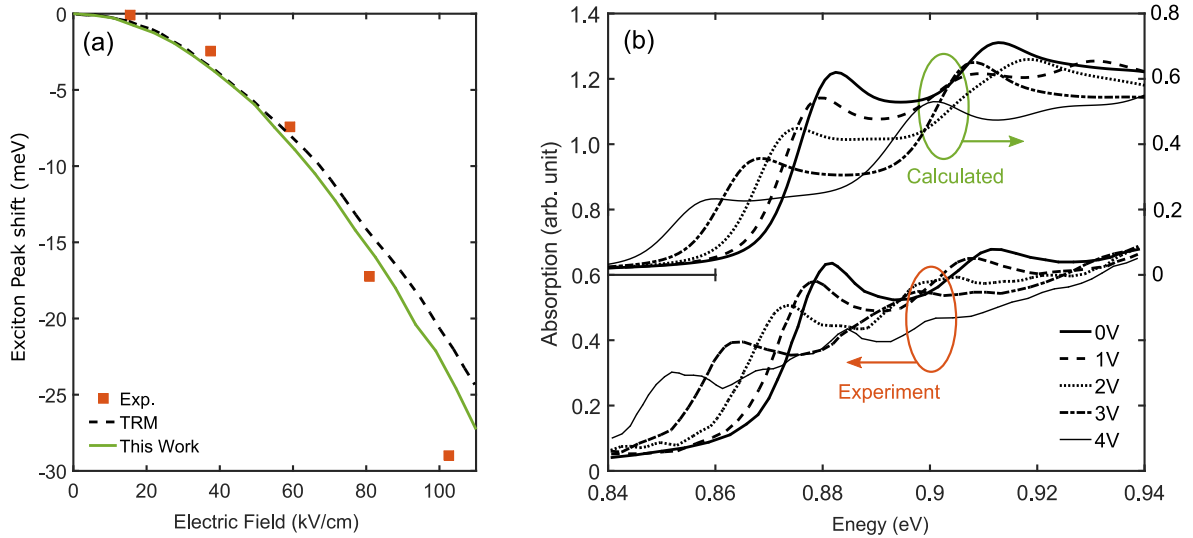 (a)
Exciton Peak shift (meV)
0
-5
-10
-15
-20
-25
-30
0
20
40
60
80
100
Electric Field (kV/cm)
Exp.
TRM
This Work
(b)
Absorption (arb. unit)
1.4
1.2
1.0
0.8
0.6
0.4
0.2
0
0.8
0.6
0.4
0.2
0
Calculated
Experiment
0V
1V
2V
3V
4V
0.84
0.86
0.88
0.9
0.92
0.94
Enegy (eV)